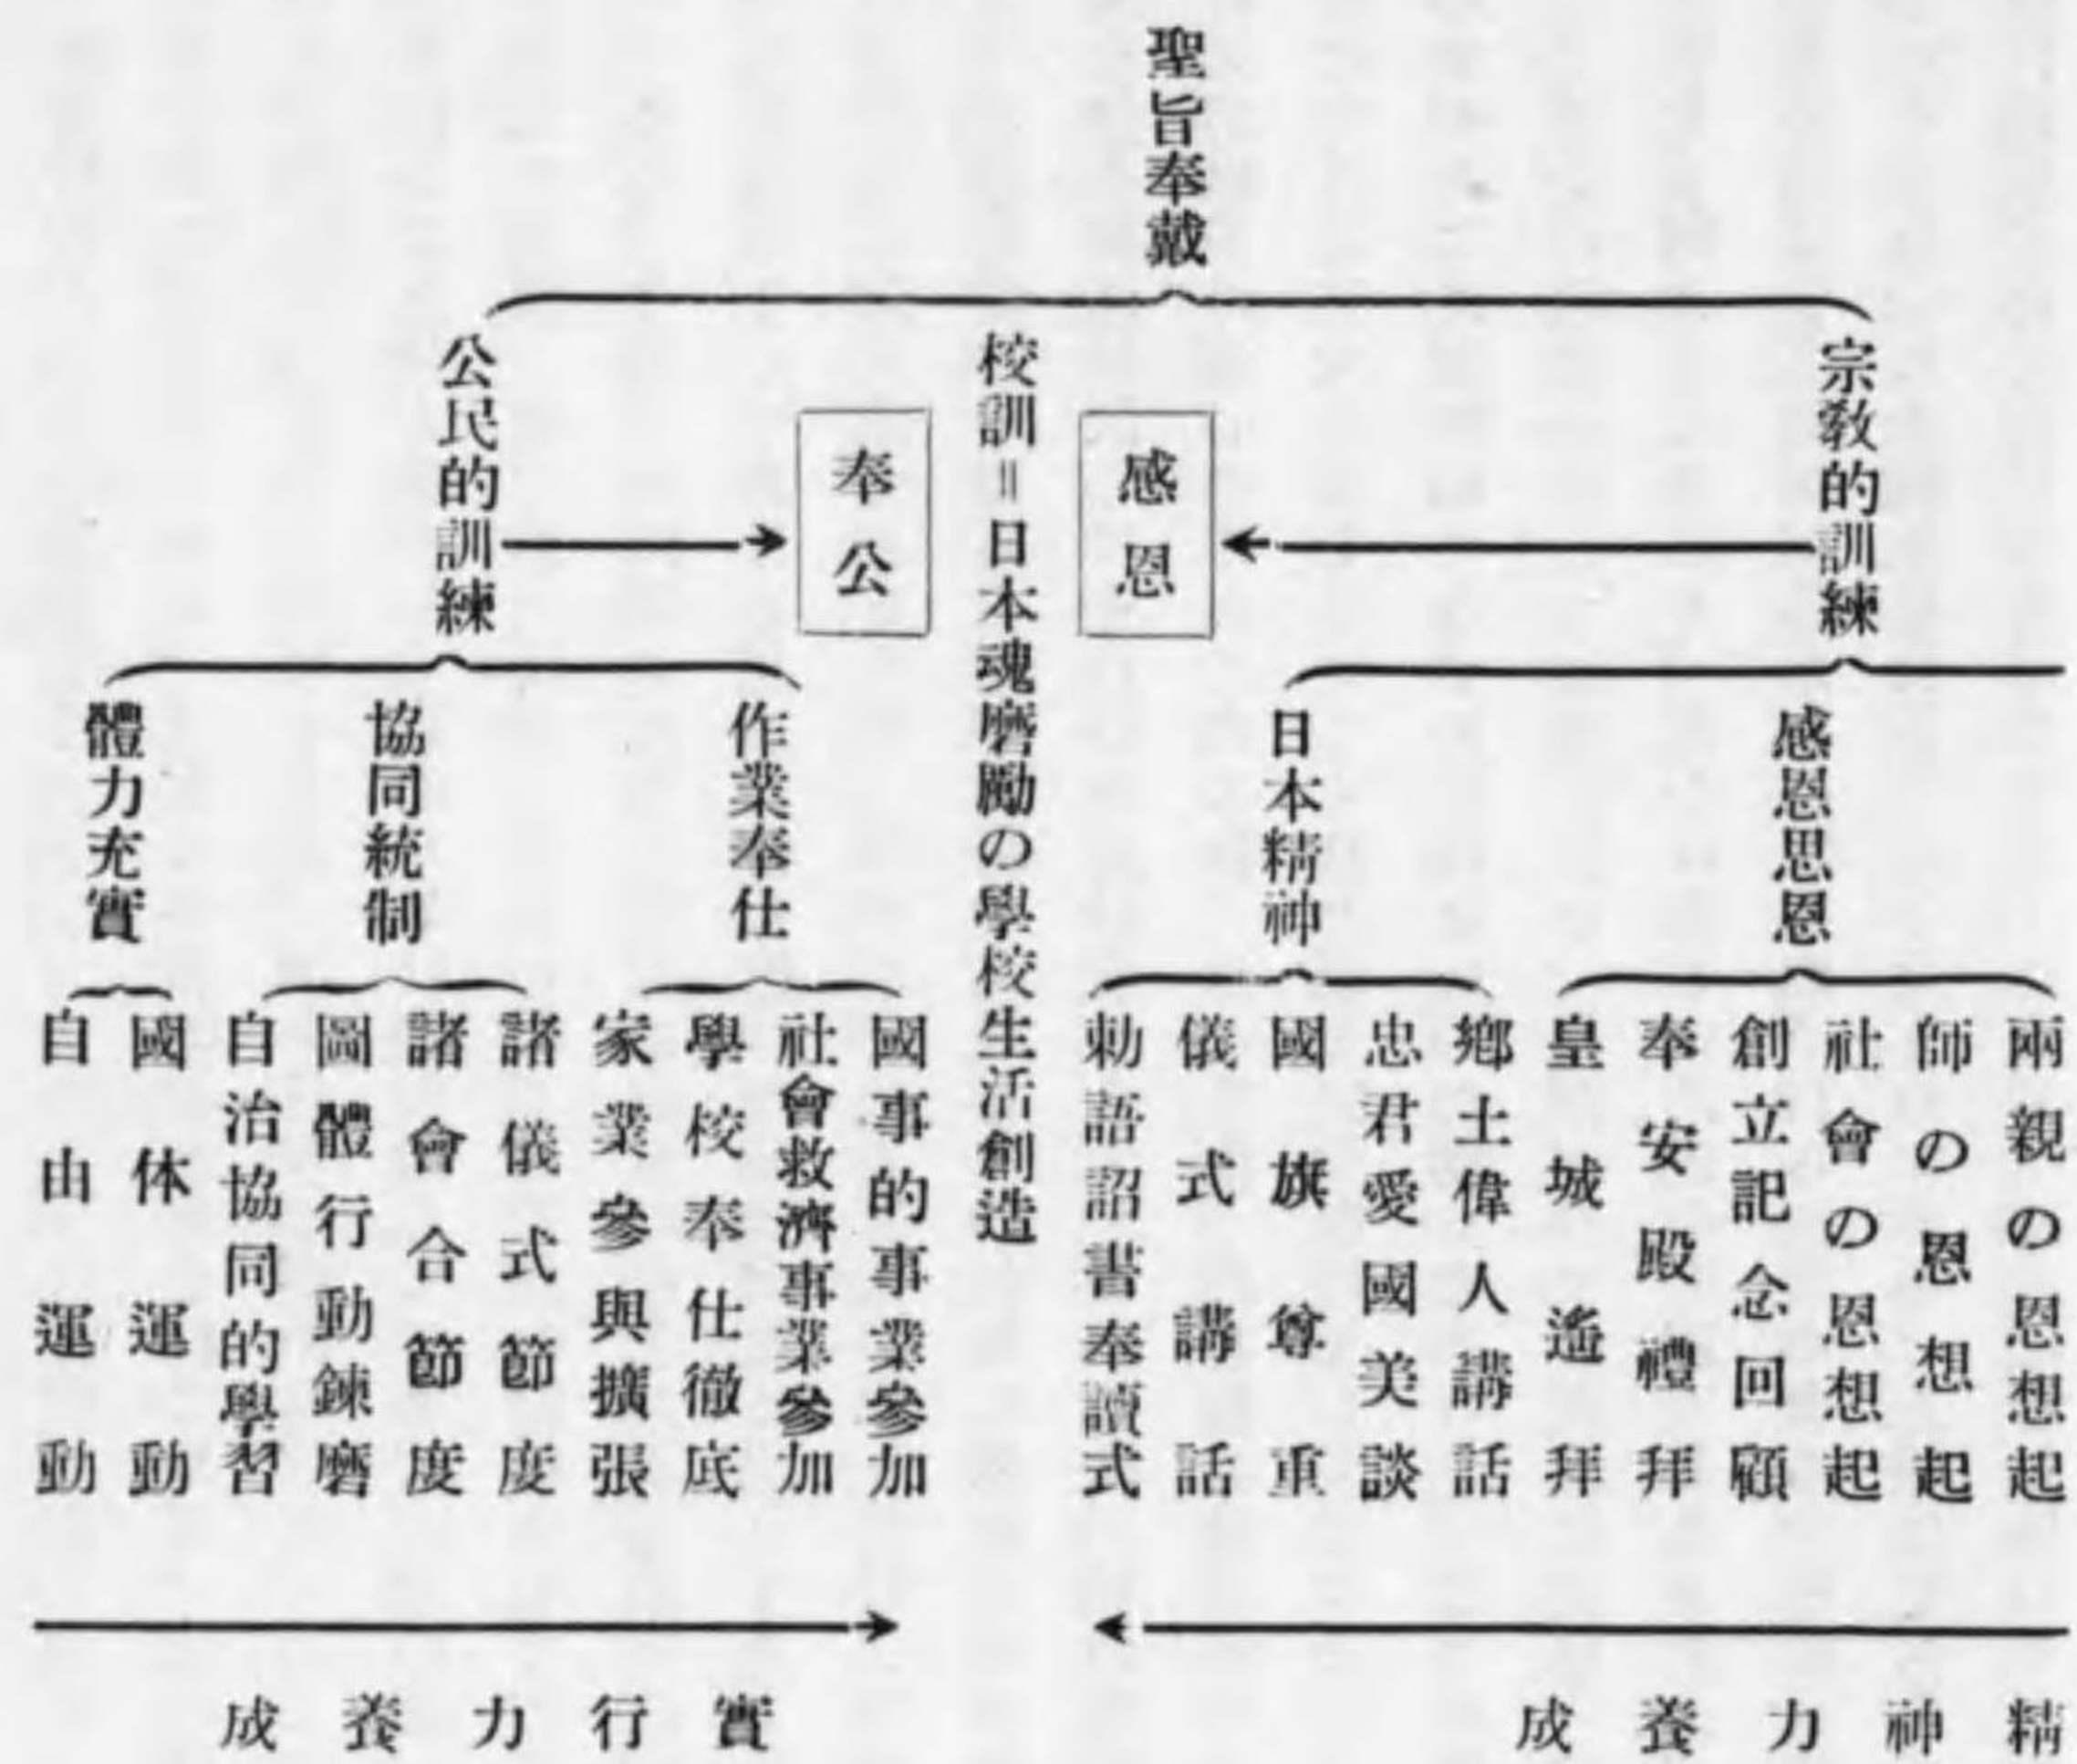 聖旨奉戴
宗教的訓練
感恩
校訓＝日本魂磨勵の學校生活創造
奉公
公民的訓練
感恩思恩
日本精神
作業奉仕
協同統制
體力充實
兩親の恩想起
師の恩想起
社會の恩想起
創立記念回顧
奉安殿禮拜
皇城遙拜
鄕土偉人講話
忠君愛國美談
國旗尊重
儀式講話
勅語詔書奉讀式
國事的事業參加
社會救濟事業參加
學校奉仕徹底
家業參與擴張
諸儀式節度
諸會合節度
團體行動鍊磨
自治協同的學習
國体運動
自由運動
精神力養成
實行力養成